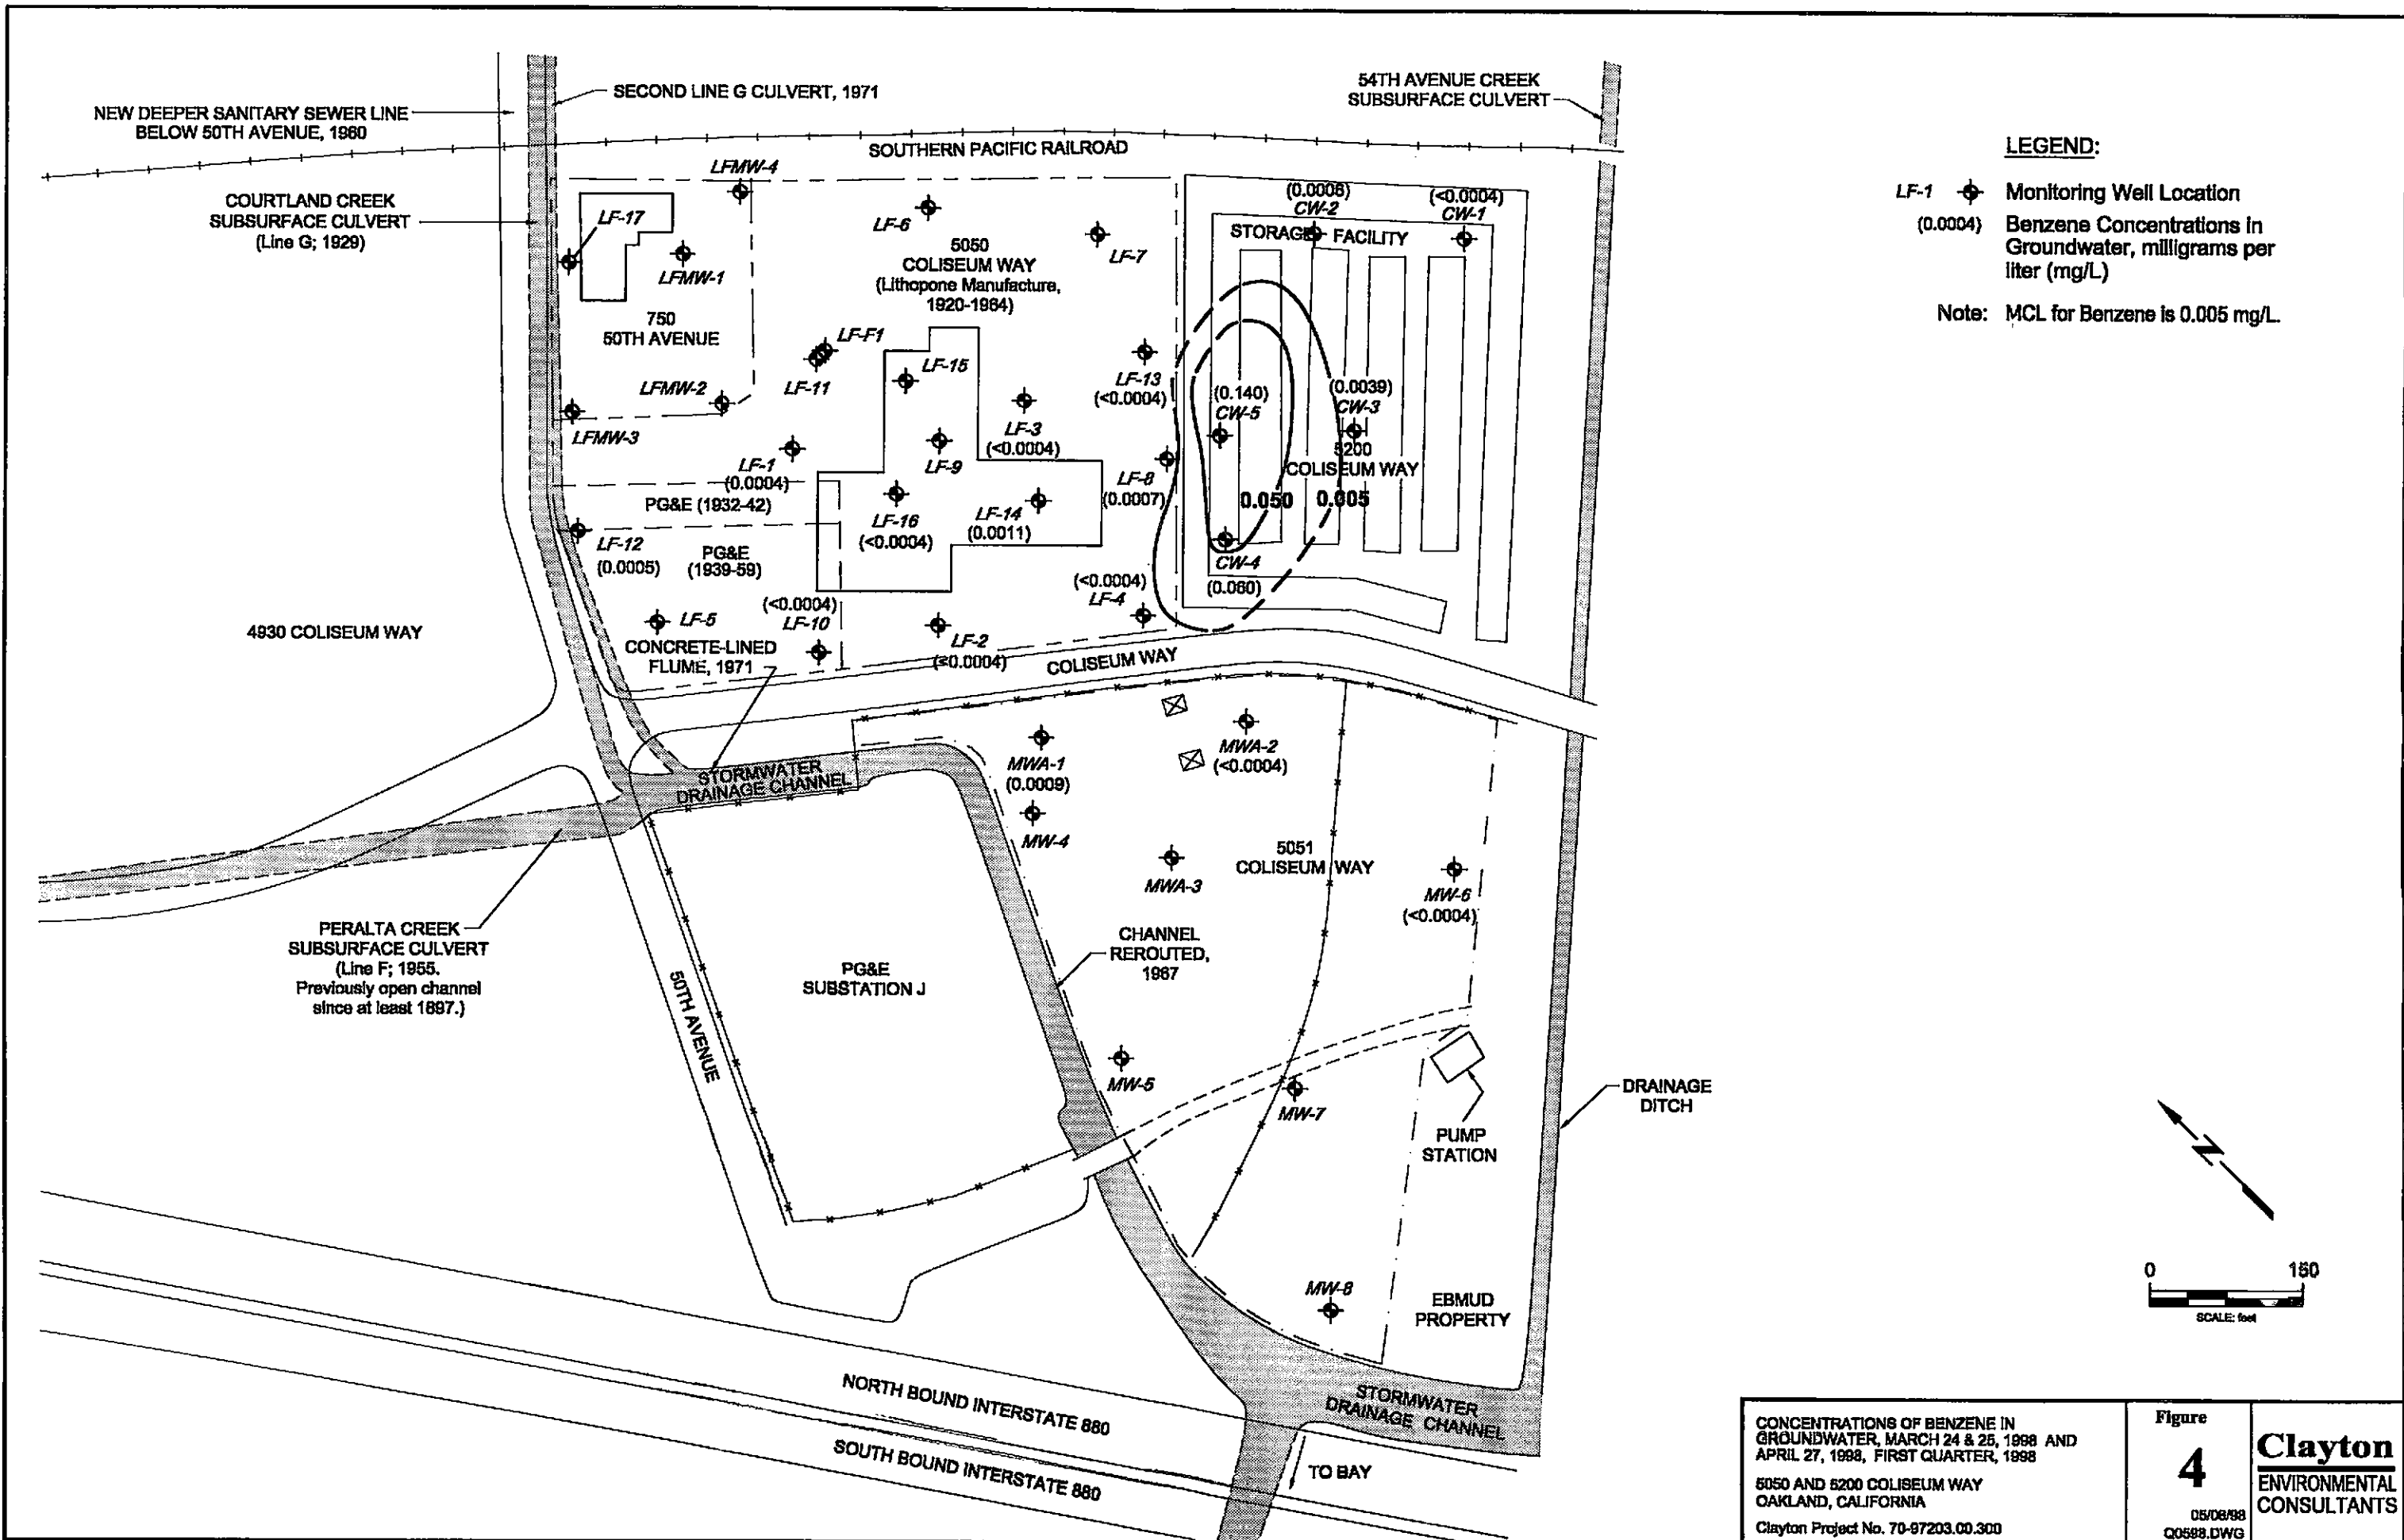 NEW DEEPER SANITARY SEWER LINE
BELOW 50TH AVENUE, 1960
SECOND LINE G CULVERT, 1971
54TH AVENUE CREEK
SUBSURFACE CULVERT
SOUTHERN PACIFIC RAILROAD
COURTLAND CREEK
SUBSURFACE CULVERT
(Line G; 1929)
LEGEND:
LF-1 Monitoring Well Location
(0.0004) Benzene Concentrations in
Groundwater, milligrams per
liter (mg/L)
Note: MCL for Benzene is 0.005 mg/L.
LFMW-4
LF-17
LFMW-1
750
50TH AVENUE
LFMW-2
LFMW-3
LF-6
5050
COLISEUM WAY
(Lithopone Manufacture,
1920-1964)
LF-7
LF-F1
LF-11
LF-15
LF-13
(<0.0004)
LF-3
(<0.0004)
LF-9
LF-1
(0.0004)
LF-8
(0.0007)
LF-16
(<0.0004)
LF-14
(0.0011)
PG&E (1932-42)
PG&E
(1939-59)
LF-12
(0.0005)
(<0.0004)
LF-10
LF-5
LF-2
(<0.0004)
(<0.0004)
LF-4
CW-2
(<0.0004)
CW-1
STORAGE FACILITY
(0.140)
CW-5
(0.0039)
CW-3
5200
COLISEUM WAY
0.050
0.005
CW-4
(0.060)
4930 COLISEUM WAY
CONCRETE-LINED
FLUME, 1971
COLISEUM WAY
STORMWATER
DRAINAGE CHANNEL
MWA-1
(0.0009)
MWA-2
(<0.0004)
MW-4
MWA-3
5051
COLISEUM WAY
MW-6
(<0.0004)
PERALTA CREEK
SUBSURFACE CULVERT
(Line F; 1955.
Previously open channel
since at least 1897.)
50TH AVENUE
PG&E
SUBSTATION J
CHANNEL
REROUTED,
1967
MW-5
MW-7
PUMP
STATION
DRAINAGE
DITCH
MW-8
EBMUD
PROPERTY
STORMWATER
DRAINAGE CHANNEL
NORTH BOUND INTERSTATE 880
SOUTH BOUND INTERSTATE 880
TO BAY
N
0 150
SCALE: feet
CONCENTRATIONS OF BENZENE IN
GROUNDWATER, MARCH 24 & 25, 1998 AND
APRIL 27, 1998, FIRST QUARTER, 1998
5050 AND 5200 COLISEUM WAY
OAKLAND, CALIFORNIA
Clayton Project No. 70-97203.00.300
Figure
4
05/08/98
Q0598.DWG
Clayton
ENVIRONMENTAL
CONSULTANTS